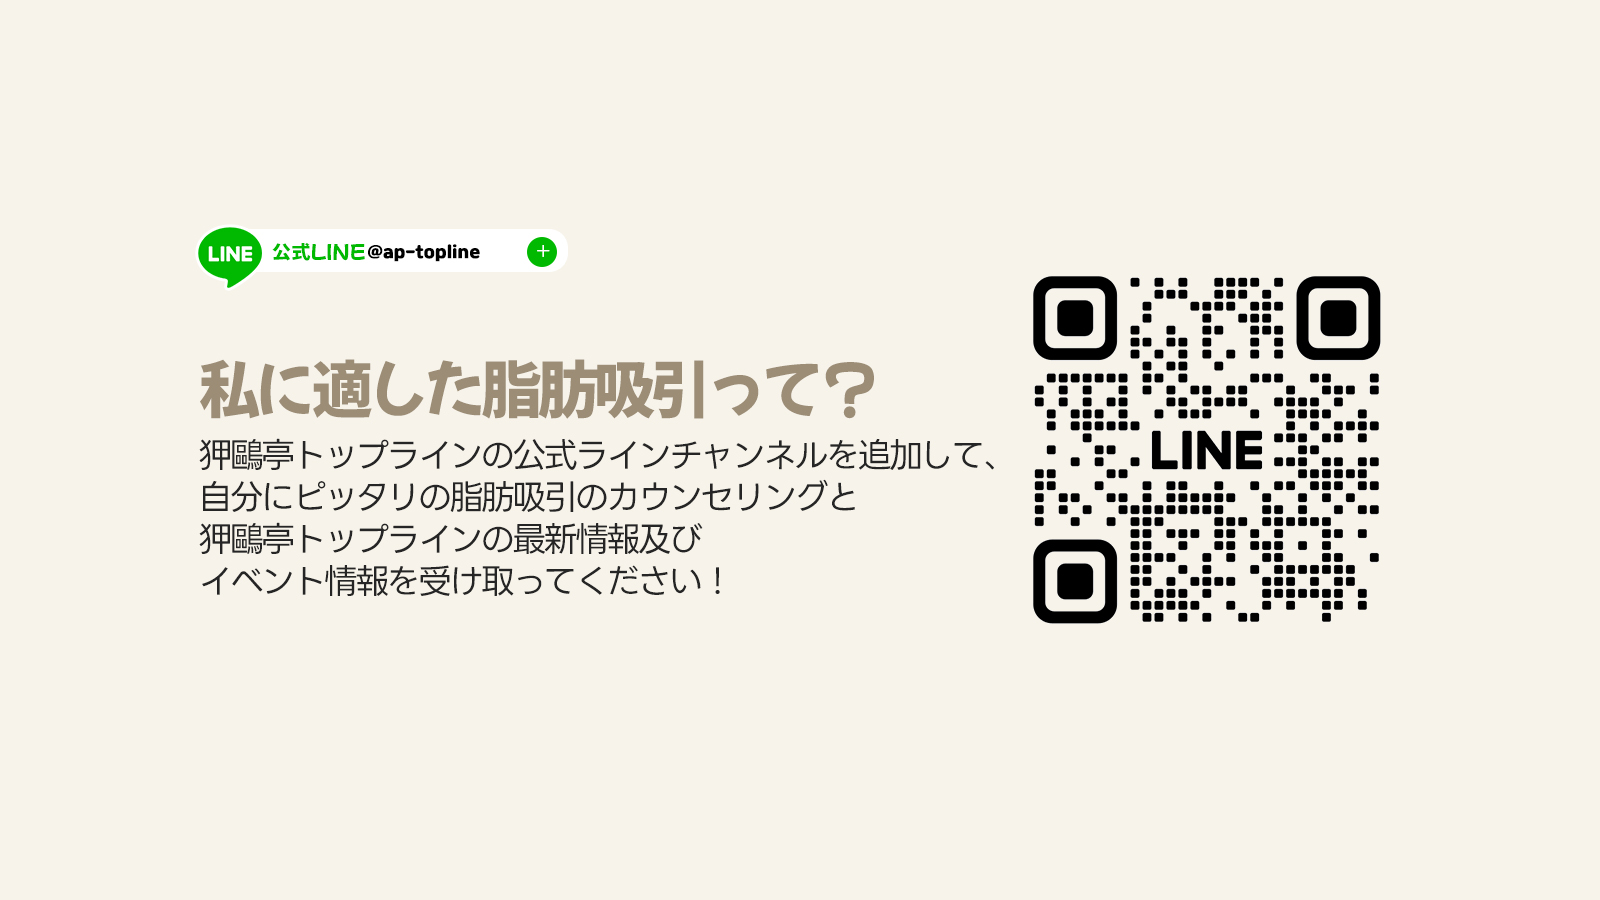 LINE 公式LINE@ap-topline +
私に適した脂肪吸引って?
狎鷗亭トップラインの公式ラインチャンネルを追加して、
自分にピッタリの脂肪吸引のカウンセリングと
狎鷗亭トップラインの最新情報及び
イベント情報を受け取ってください！
LINE